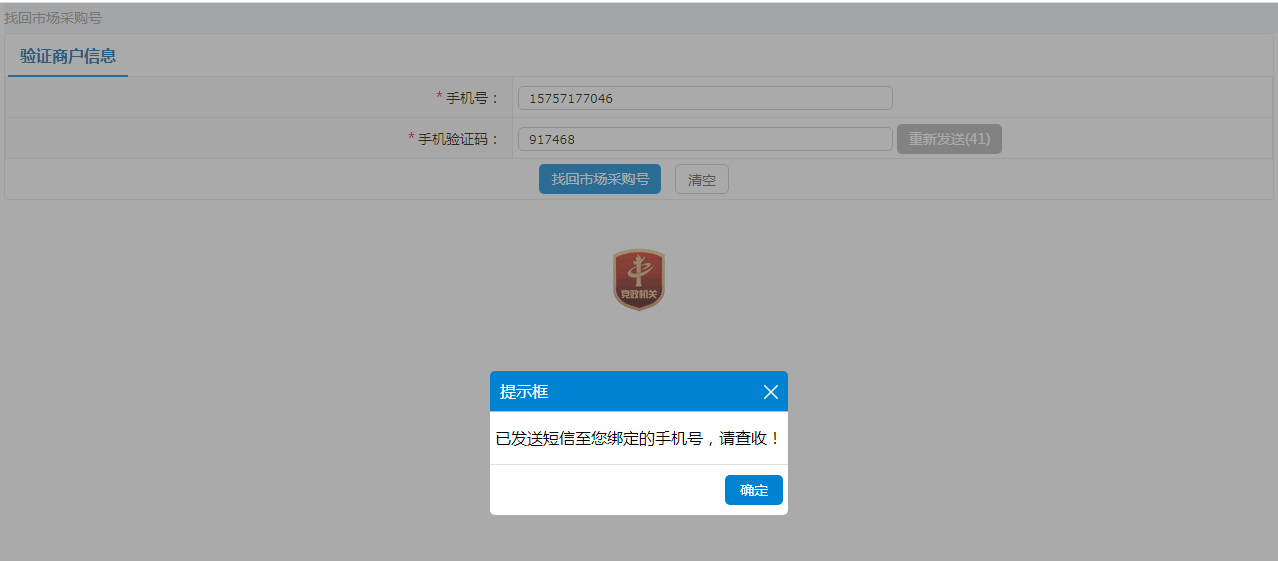 找回市场采购号
验证商户信息
* 手机号： 15757177046
* 手机验证码： 917468 重新发送(41)
找回市场采购号 清空
党政机关
提示框
已发送短信至您绑定的手机号，请查收！
确定